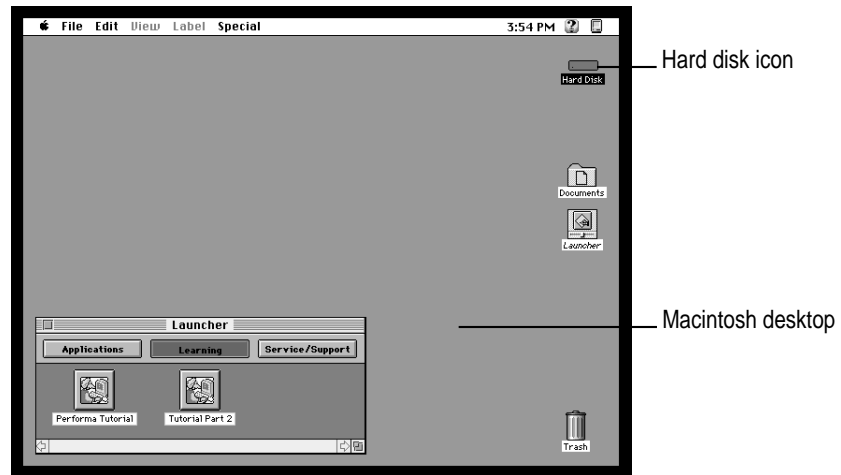 File Edit View Label Special 3:54 PM
Hard disk icon
Hard Disk
Documents
Launcher
Macintosh desktop
Launcher
Applications Learning Service/Support
Performa Tutorial Tutorial Part 2
Trash